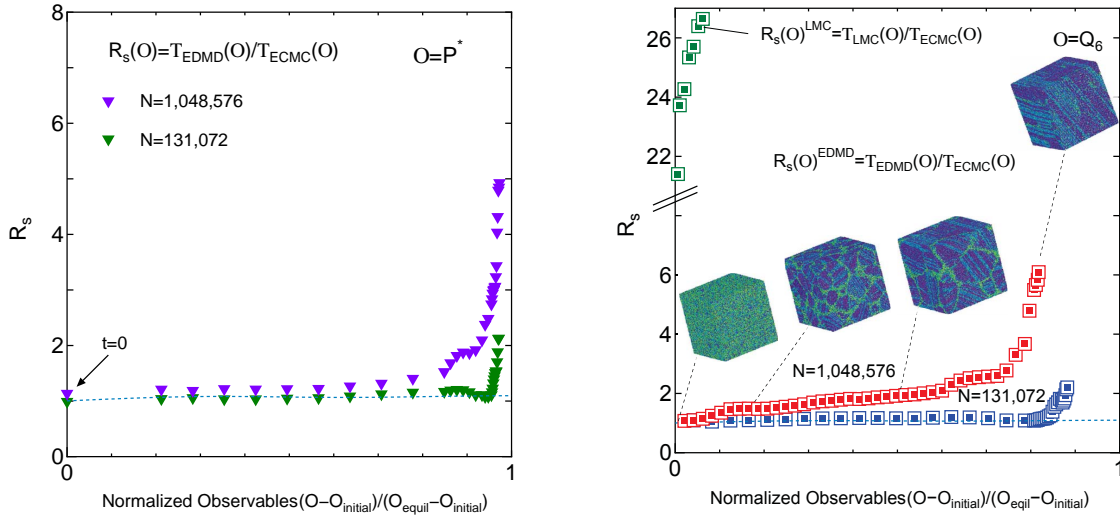 8
6
4
2
0
R_s
R_s(O)=T_EDMD(O)/T_ECMC(O)
O=P^*
N=1,048,576
N=131,072
t=0
0
1
Normalized Observables(O−O_initial)/(O_equil−O_initial)
26
24
22
6
4
2
0
R_s
R_s(O)^LMC=T_LMC(O)/T_ECMC(O)
O=Q_6
R_s(O)^EDMD=T_EDMD(O)/T_ECMC(O)
N=1,048,576
N=131,072
0
1
Normalized Observables(O−O_initial)/(O_eqil−O_initial)